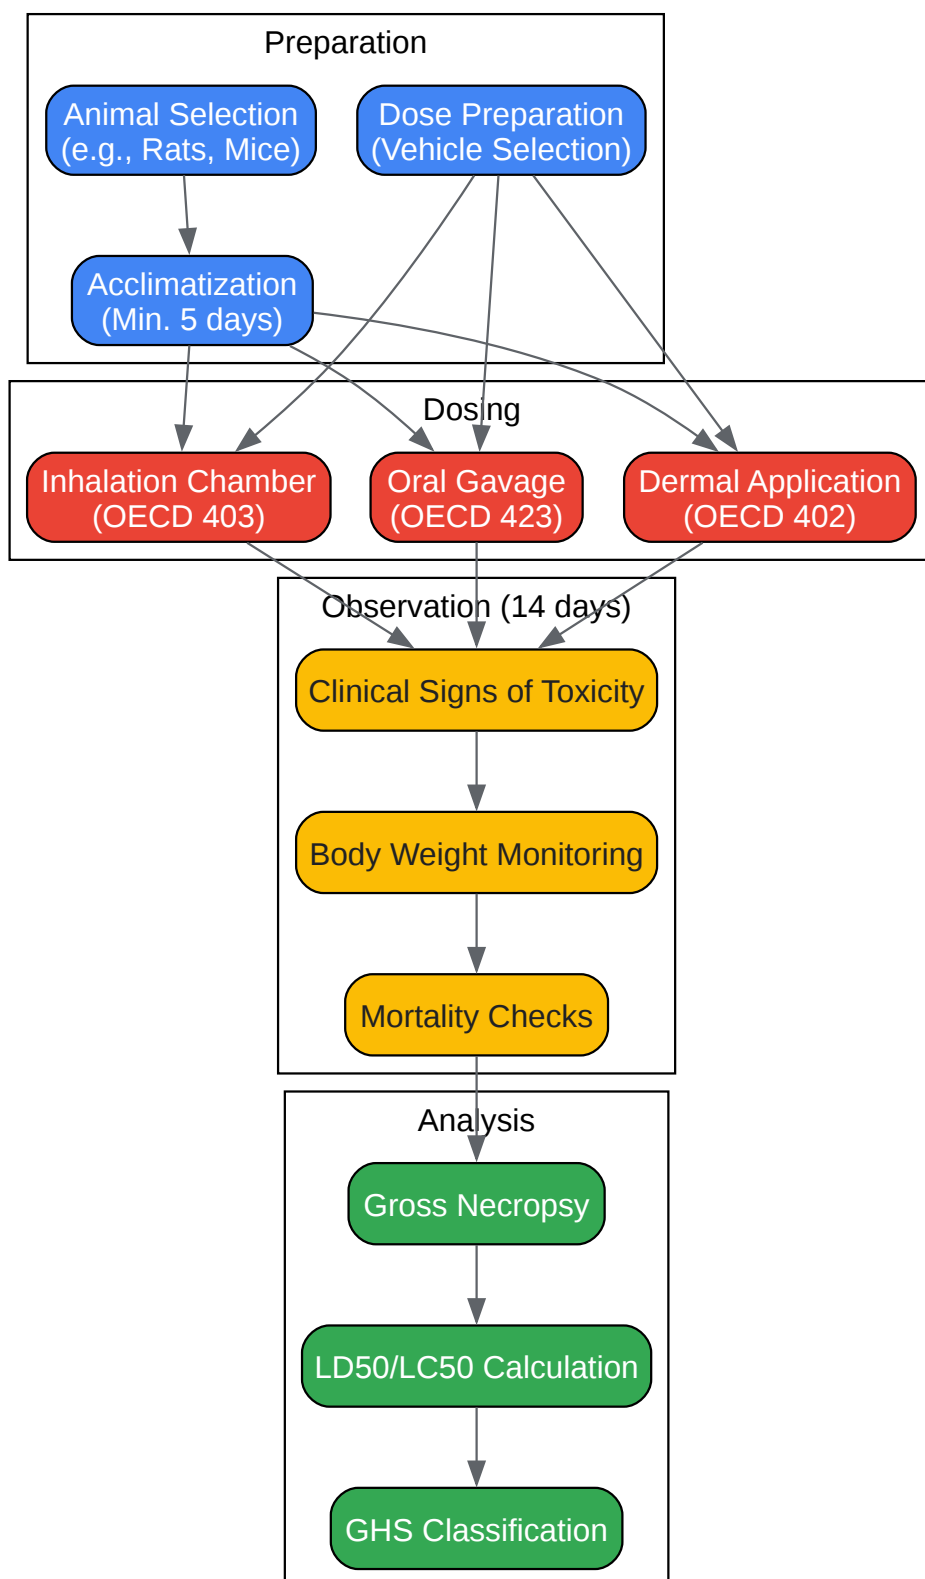 Preparation
Animal Selection
(e.g., Rats, Mice)
Dose Preparation
(Vehicle Selection)
Acclimatization
(Min. 5 days)
Dosing
Inhalation Chamber
(OECD 403)
Oral Gavage
(OECD 423)
Dermal Application
(OECD 402)
Observation (14 days)
Clinical Signs of Toxicity
Body Weight Monitoring
Mortality Checks
Analysis
Gross Necropsy
LD50/LC50 Calculation
GHS Classification